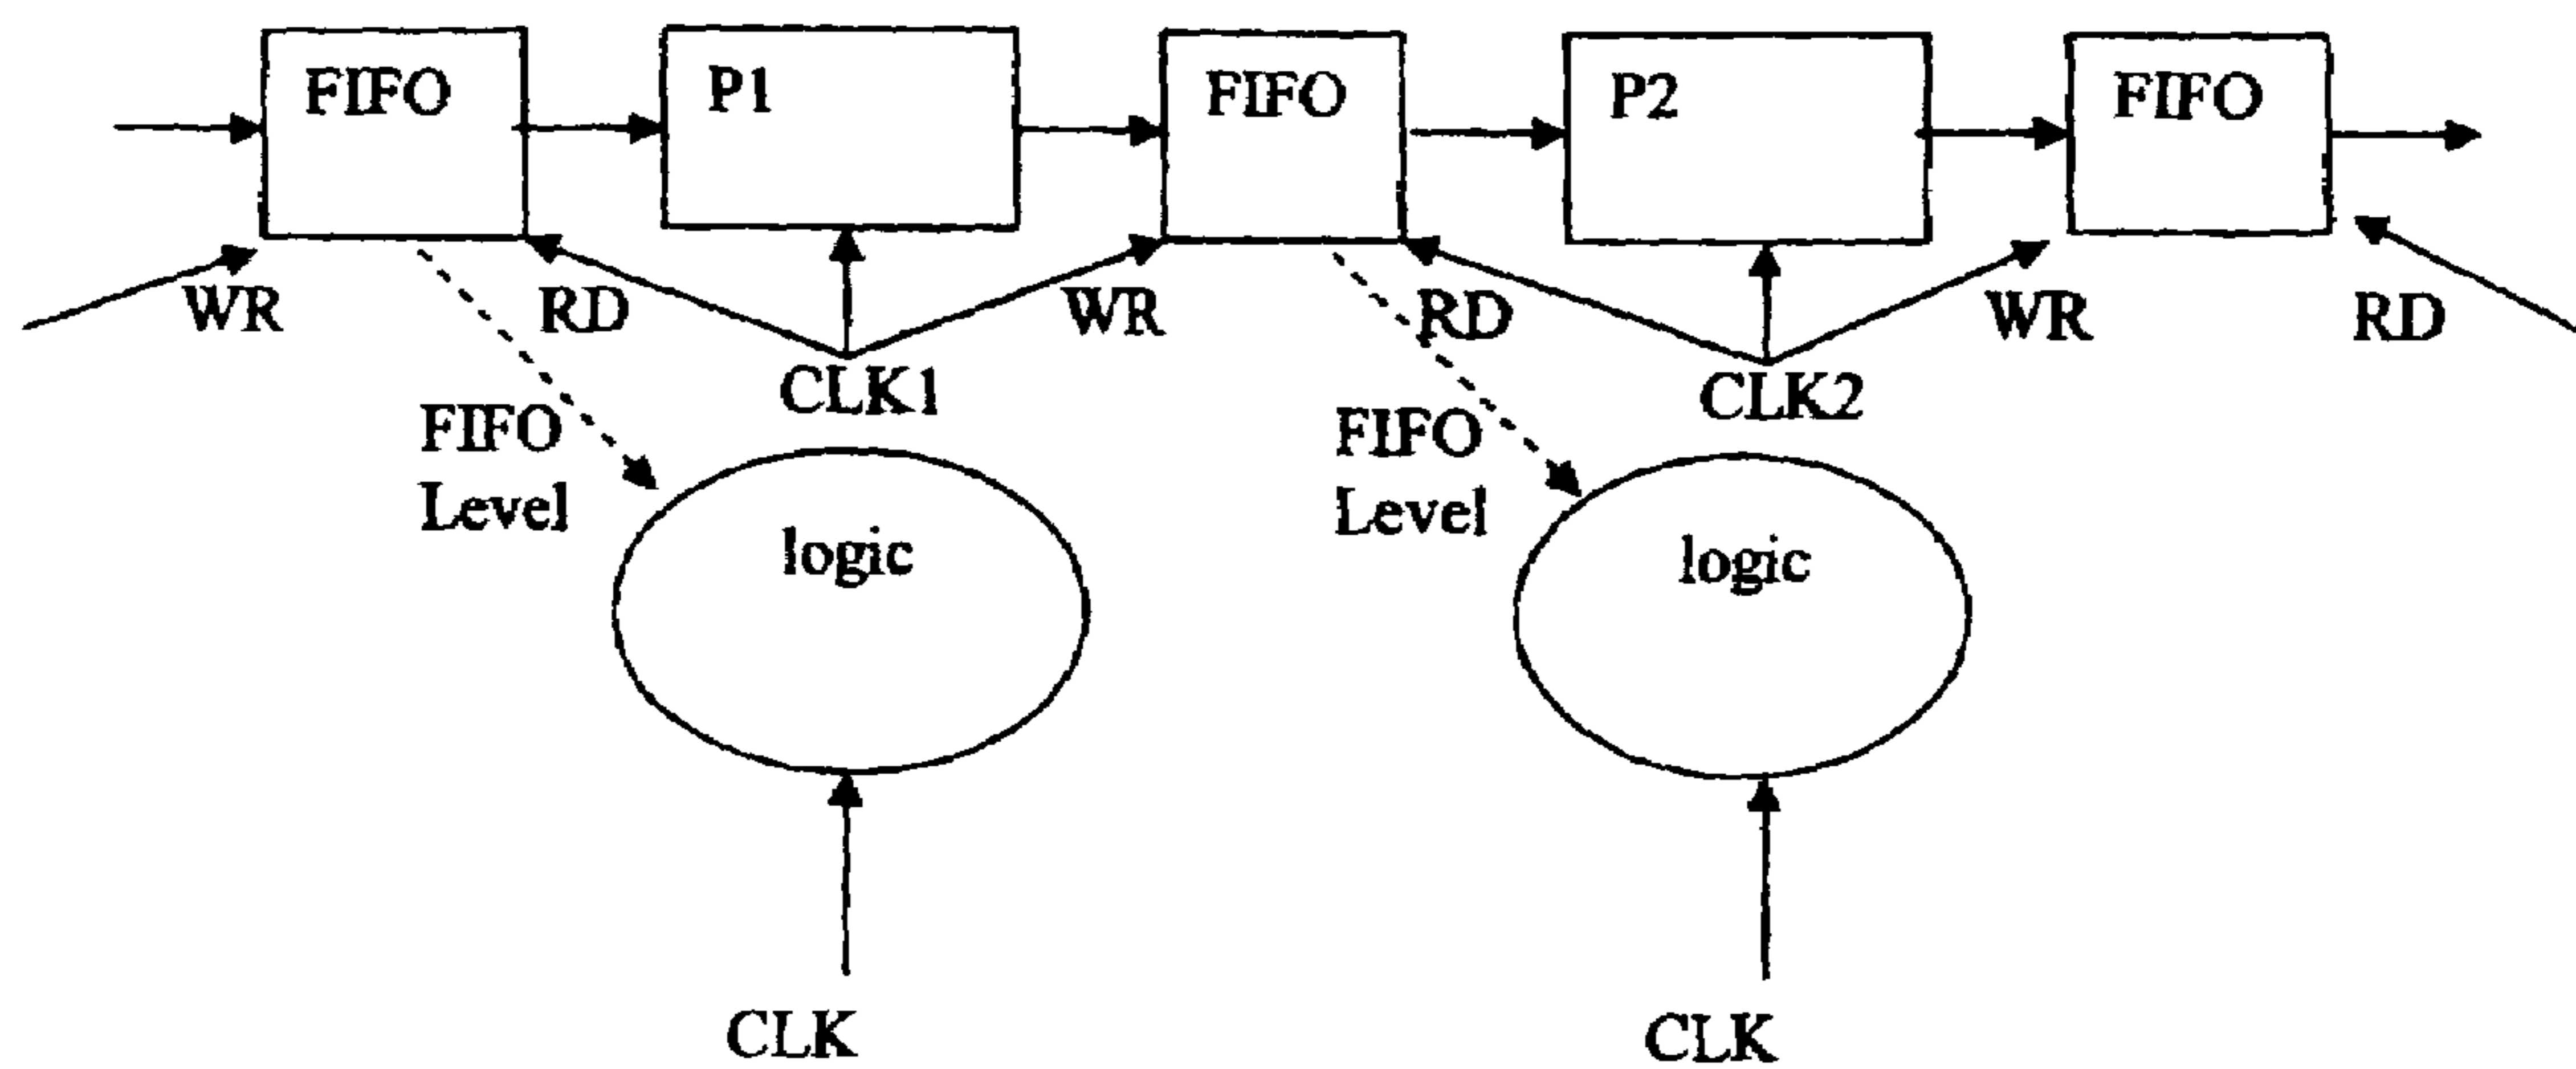 FIFO
P1
FIFO
P2
FIFO
WR
RD
WR
RD
WR
RD
CLK1
CLK2
FIFO
Level
FIFO
Level
logic
logic
CLK
CLK